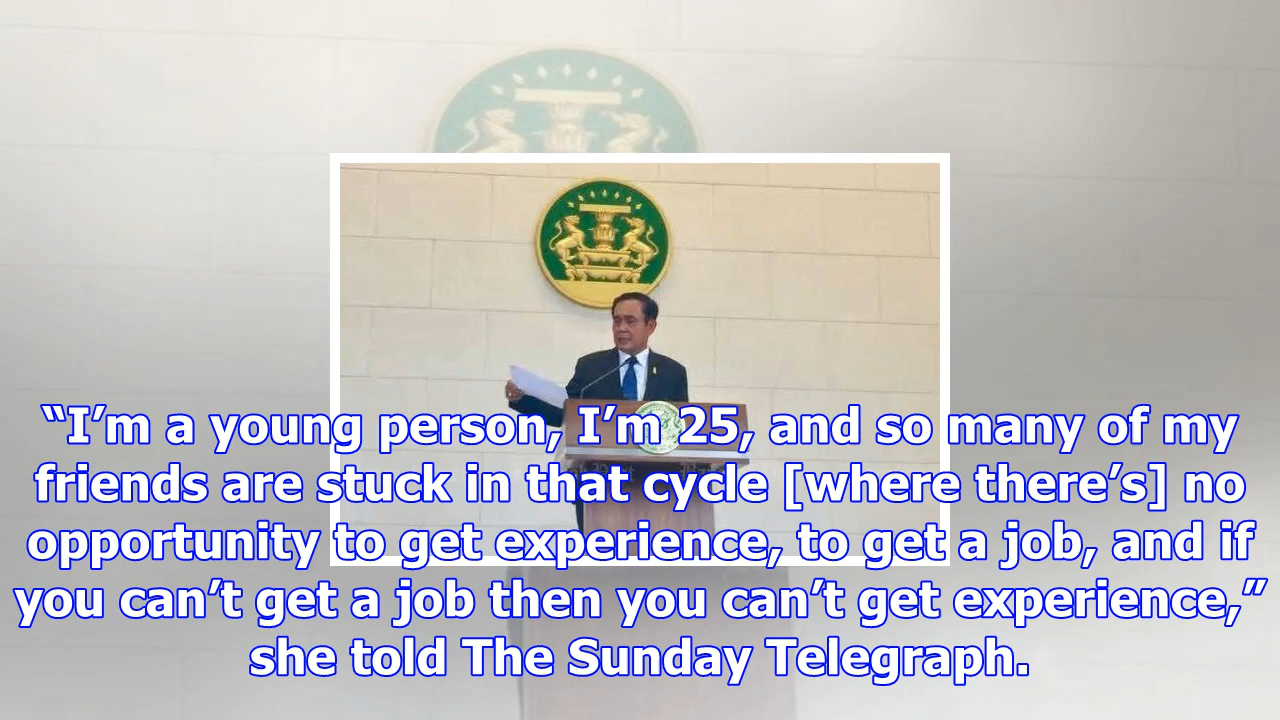 “I’m a young person, I’m 25, and so many of my
friends are stuck in that cycle [where there’s] no
opportunity to get experience, to get a job, and if
you can’t get a job then you can’t get experience,”
she told The Sunday Telegraph.